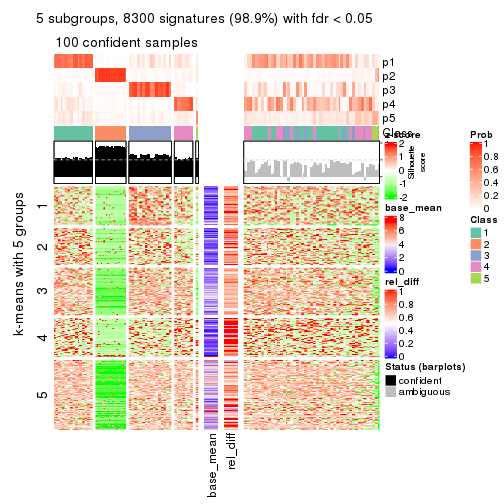 5 subgroups, 8300 signatures (98.9%) with fdr < 0.05
100 confident samples
p1
p2
p3
p4
p5
Class
k-means with 5 groups
1
2
3
4
5
base_mean
rel_diff
z-score
2
1
0
-1
-2
Silhouette
score
base_mean
8
6
4
2
0
rel_diff
1
0.8
0.6
0.4
0.2
0
Status (barplots)
confident
ambiguous
Prob
1
0.8
0.6
0.4
0.2
0
Class
1
2
3
4
5